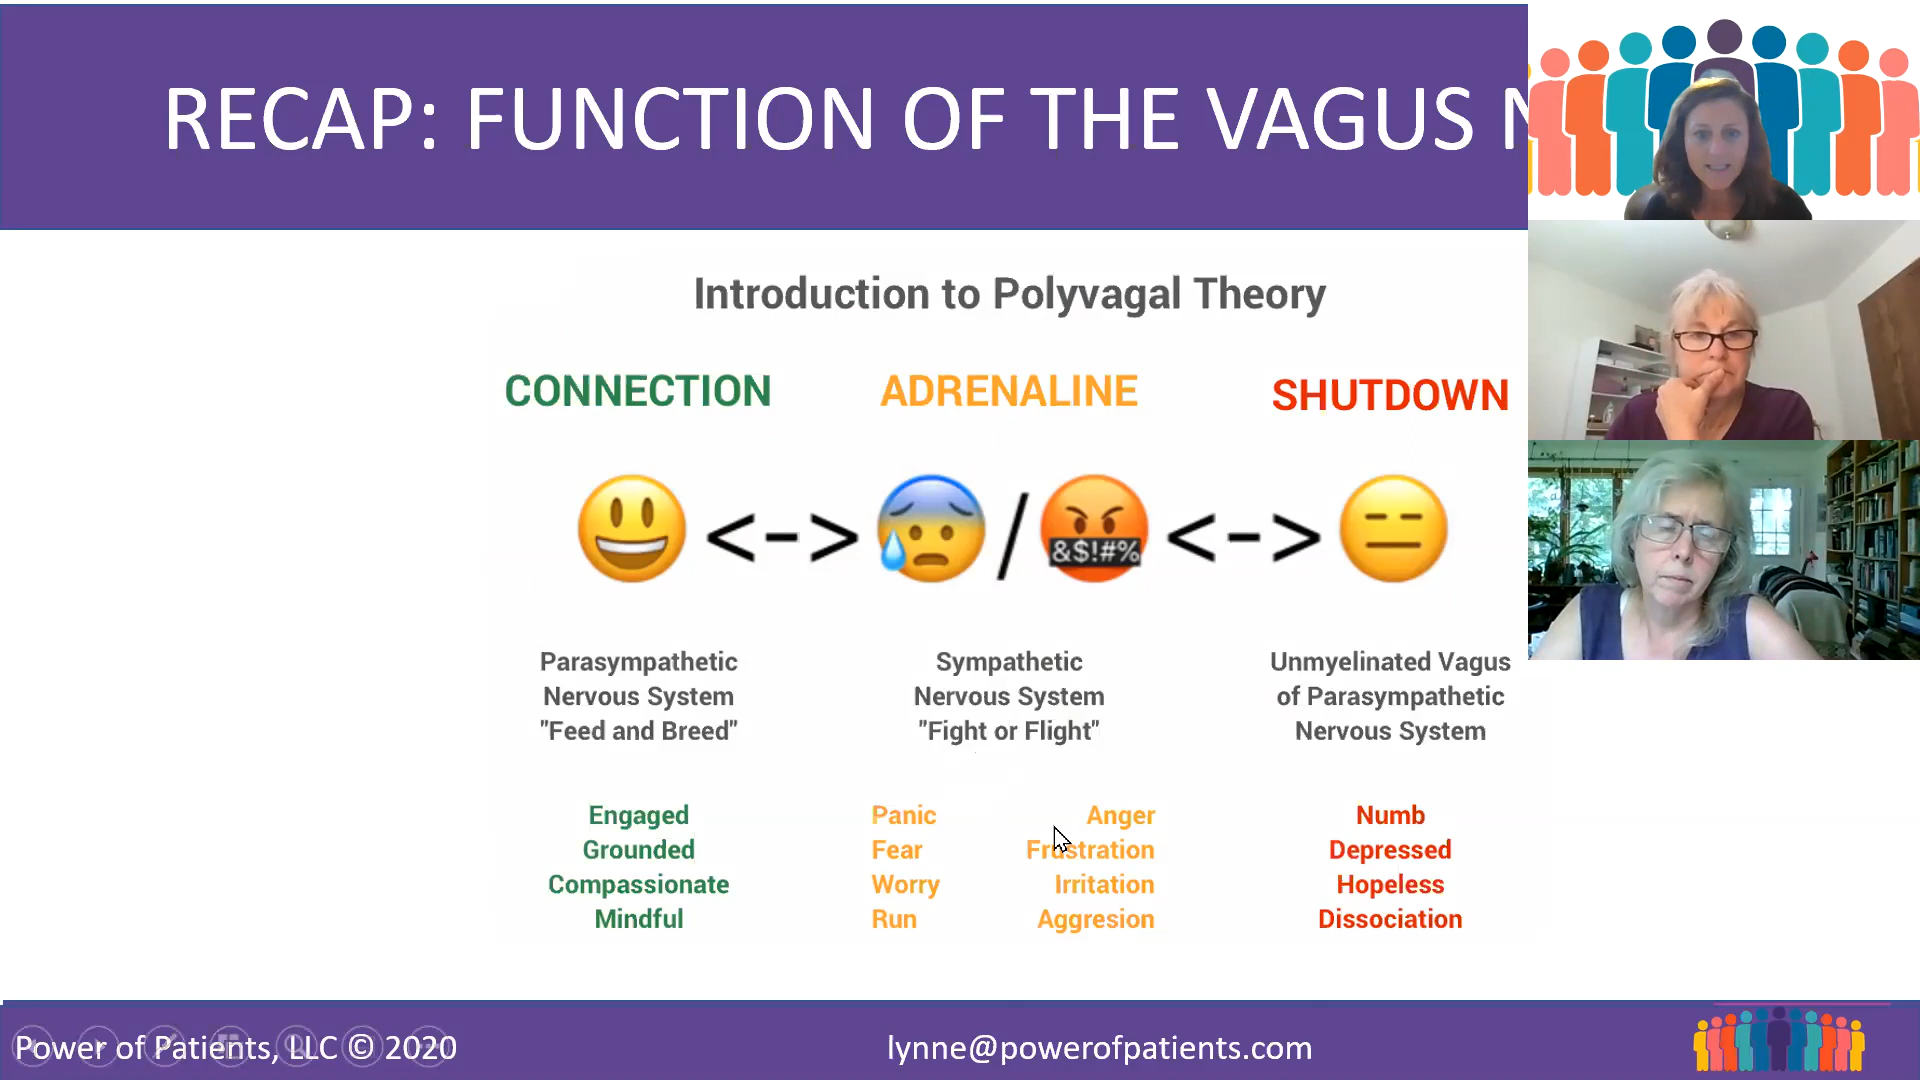 RECAP: FUNCTION OF THE VAGUS
Introduction to Polyvagal Theory
CONNECTION
ADRENALINE
SHUTDOWN
<->
/
&$!#%
<->
Parasympathetic
Nervous System
"Feed and Breed"
Sympathetic
Nervous System
"Fight or Flight"
Unmyelinated Vagus
of Parasympathetic
Nervous System
Engaged
Grounded
Compassionate
Mindful
Panic
Fear
Worry
Run
Anger
Frustration
Irritation
Aggresion
Numb
Depressed
Hopeless
Dissociation
Power of Patients, LLC © 2020
lynne@powerofpatients.com